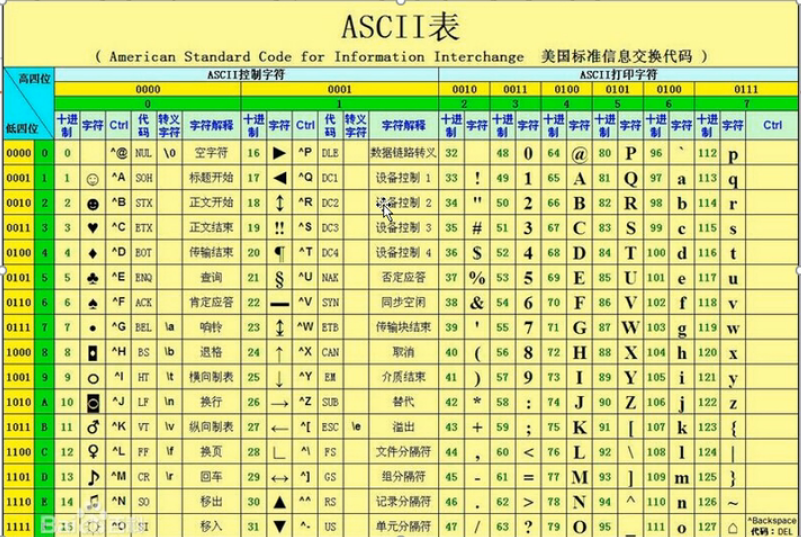 ASCII表
( American Standard Code for Information Interchange 美国标准信息交换代码 )
高四位 ASCII控制字符 ASCII打印字符
0000 0001 0010 0011 0100 0101 0100 0111
0 1 2 3 4 5 6 7
低四位 十进制 字符 Ctrl 代码 转义字符 字符解释 十进制 字符 Ctrl 代码 转义字符 字符解释 十进制 字符 十进制 字符 十进制 字符 十进制 字符 十进制 字符 十进制 字符 Ctrl
0000 0 0 ^@ NUL \0 空字符 16 ► ^P DLE 数据链路转义 32 48 0 64 @ 80 P 96 ` 112 p
0001 1 1 ☺ ^A SOH 标题开始 17 ◄ ^Q DC1 设备控制 1 33 ! 49 1 65 A 81 Q 97 a 113 q
0010 2 2 ☻ ^B STX 正文开始 18 ↕ ^R DC2 设备控制 2 34 " 50 2 66 B 82 R 98 b 114 r
0011 3 3 ♥ ^C ETX 正文结束 19 ‼ ^S DC3 设备控制 3 35 # 51 3 67 C 83 S 99 c 115 s
0100 4 4 ♦ ^D EOT 传输结束 20 ¶ ^T DC4 设备控制 4 36 $ 52 4 68 D 84 T 100 d 116 t
0101 5 5 ♣ ^E ENQ 查询 21 § ^U NAK 否定应答 37 % 53 5 69 E 85 U 101 e 117 u
0110 6 6 ♠ ^F ACK 肯定应答 22 ▬ ^V SYN 同步空闲 38 & 54 6 70 F 86 V 102 f 118 v
0111 7 7 • ^G BEL \a 响铃 23 ↨ ^W ETB 传输块结束 39 ' 55 7 71 G 87 W 103 g 119 w
1000 8 8 ◘ ^H BS \b 退格 24 ↑ ^X CAN 取消 40 ( 56 8 72 H 88 X 104 h 120 x
1001 9 9 ○ ^I HT \t 横向制表 25 ↓ ^Y EM 介质结束 41 ) 57 9 73 I 89 Y 105 i 121 y
1010 A 10 ◙ ^J LF \n 换行 26 → ^Z SUB 替代 42 * 58 : 74 J 90 Z 106 j 122 z
1011 B 11 ♂ ^K VT \v 纵向制表 27 ← ^[ ESC \e 溢出 43 + 59 ; 75 K 91 [ 107 k 123 {
1100 C 12 ♀ ^L FF \f 换页 28 ∟ ^\ FS 文件分隔符 44 , 60 < 76 L 92 \ 108 l 124 |
1101 D 13 ♪ ^M CR \r 回车 29 ↔ ^] GS 组分隔符 45 - 61 = 77 M 93 ] 109 m 125 }
1110 E 14 ♫ ^N SO 移出 30 ▲ ^^ RS 记录分隔符 46 . 62 > 78 N 94 ^ 110 n 126 ~
1111 F 15 ^O SI 移入 31 ▼ ^- US 单元分隔符 47 / 63 ? 79 O 95 _ 111 o 127 ⌂ ^Backspace 代码：DEL